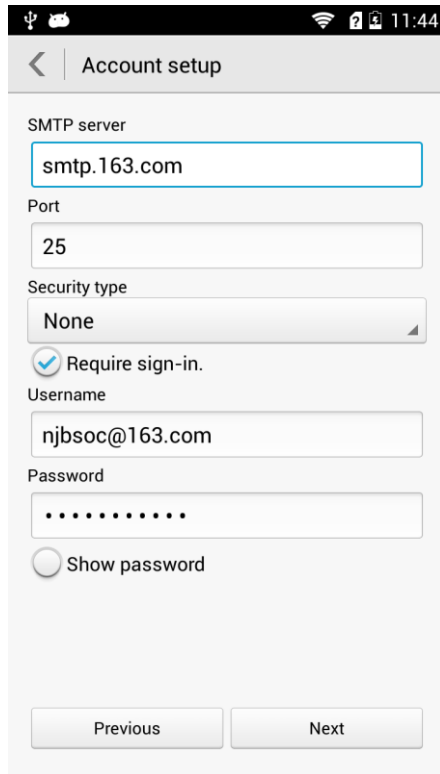 11:44
Account setup
SMTP server
smtp.163.com
Port
25
Security type
None
Require sign-in.
Username
njbsoc@163.com
Password
•••••••••••
Show password
Previous Next